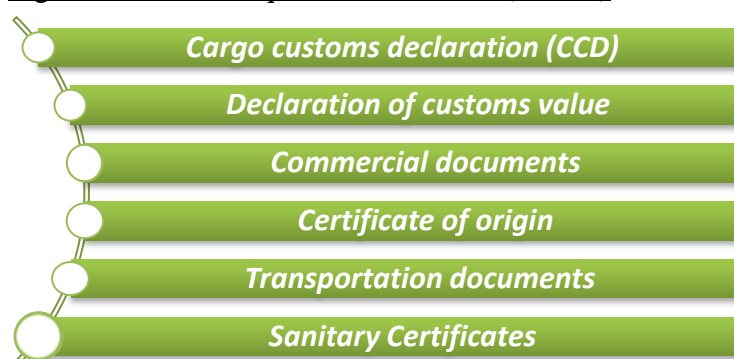 Cargo customs declaration (CCD)
Declaration of customs value
Commercial documents
Certificate of origin
Transportation documents
Sanitary Certificates